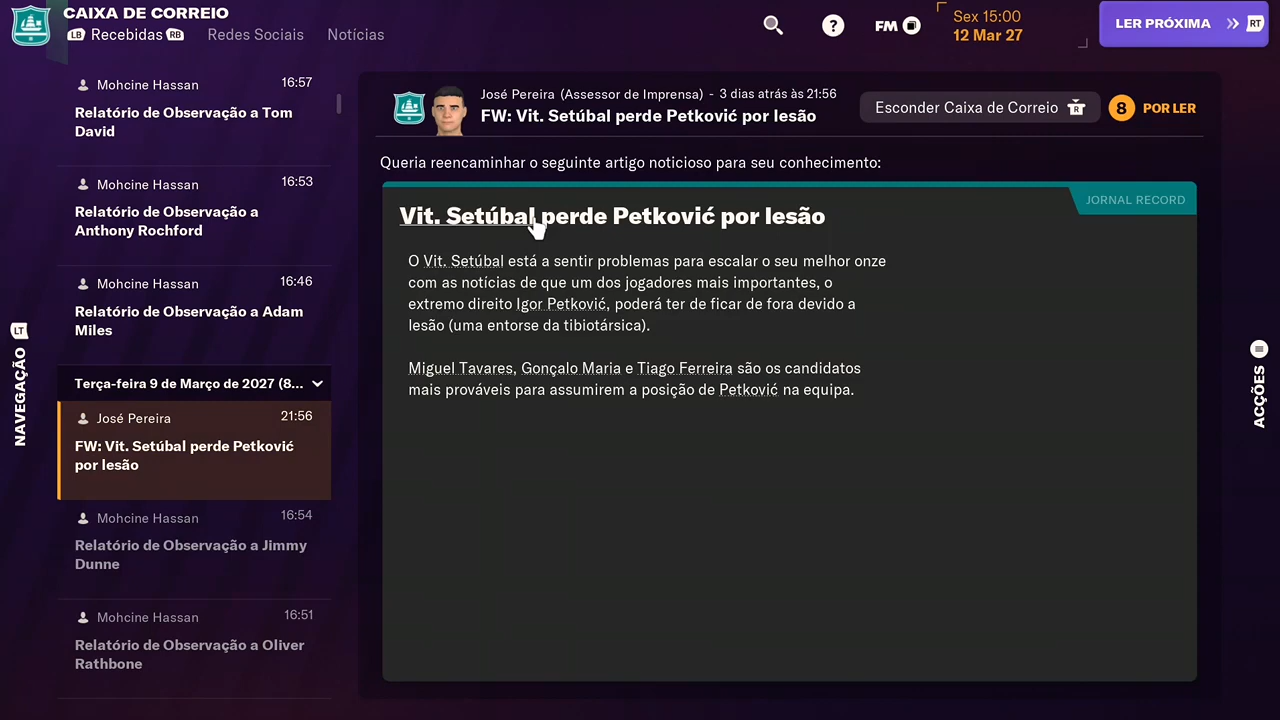 CAIXA DE CORREIO
LB Recebidas RB Redes Sociais Notícias
FM
Sex 15:00
12 Mar 27
LER PRÓXIMA RT
Mohcine Hassan 16:57
Relatório de Observação a Tom
David
Mohcine Hassan 16:53
Relatório de Observação a
Anthony Rochford
Mohcine Hassan 16:46
Relatório de Observação a Adam
Miles
Terça-feira 9 de Março de 2027 (8...
José Pereira 21:56
FW: Vit. Setúbal perde Petković
por lesão
Mohcine Hassan 16:54
Relatório de Observação a Jimmy
Dunne
Mohcine Hassan 16:51
Relatório de Observação a Oliver
Rathbone
LT
NAVEGAÇÃO
José Pereira (Assessor de Imprensa) - 3 dias atrás às 21:56
FW: Vit. Setúbal perde Petković por lesão
Esconder Caixa de Correio R
8 POR LER
Queria reencaminhar o seguinte artigo noticioso para seu conhecimento:
JORNAL RECORD
Vit. Setúbal perde Petković por lesão
O Vit. Setúbal está a sentir problemas para escalar o seu melhor onze
com as notícias de que um dos jogadores mais importantes, o
extremo direito Igor Petković, poderá ter de ficar de fora devido a
lesão (uma entorse da tibiotársica).
Miguel Tavares, Gonçalo Maria e Tiago Ferreira são os candidatos
mais prováveis para assumirem a posição de Petković na equipa.
ACÇÕES